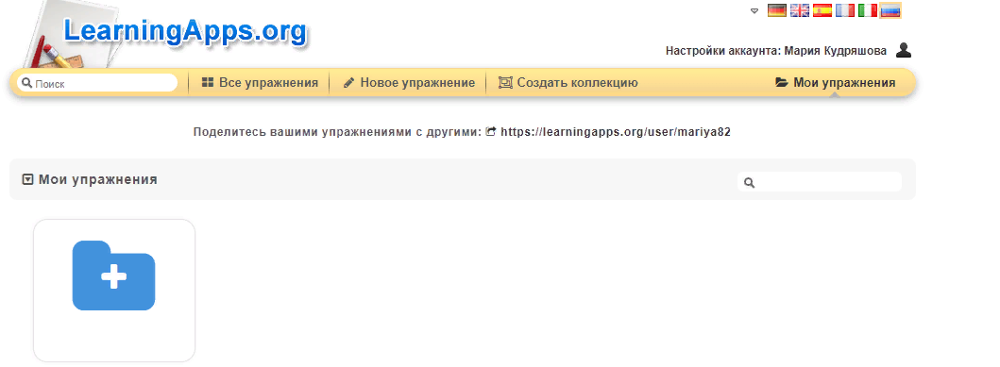 LearningApps.org
Настройки аккаунта: Мария Кудряшова
Поиск
Все упражнения
Новое упражнение
Создать коллекцию
Мои упражнения
Поделитесь вашими упражнениями с другими: https://learningapps.org/user/mariya82
Мои упражнения